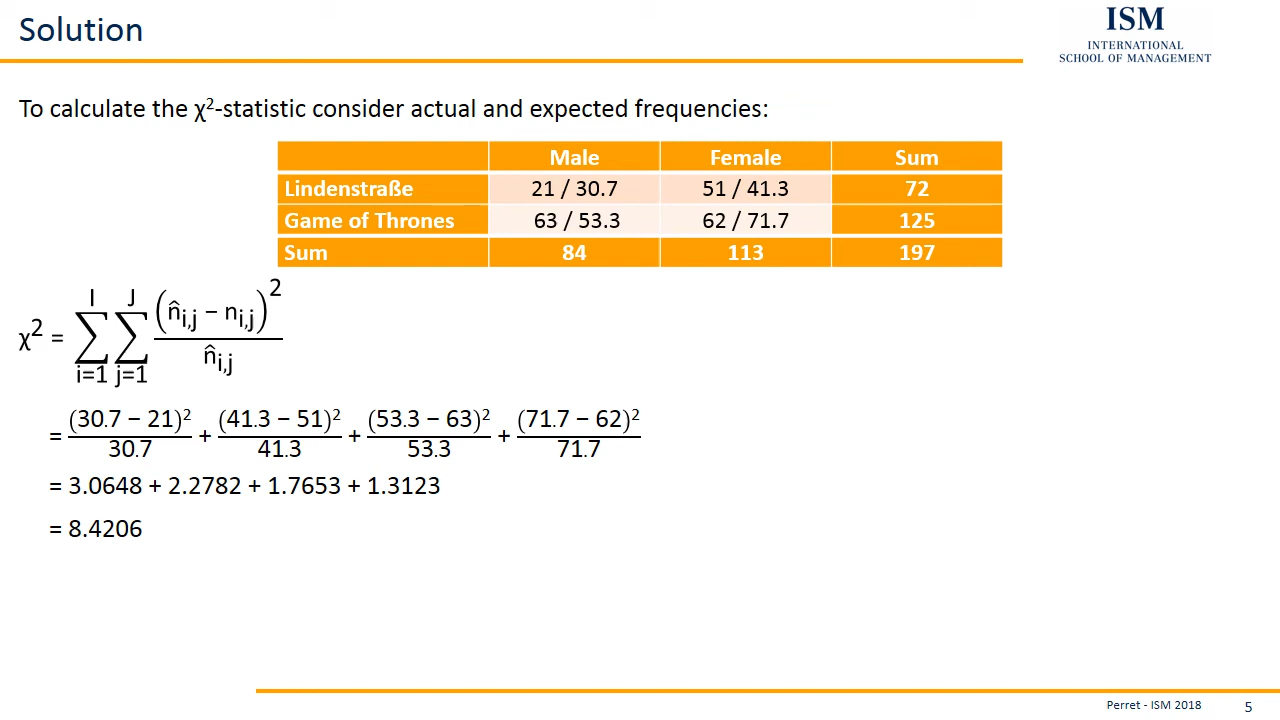 Solution
ISM
INTERNATIONAL
SCHOOL OF MANAGEMENT
To calculate the χ²-statistic consider actual and expected frequencies:
Male Female Sum
Lindenstraße 21 / 30.7 51 / 41.3 72
Game of Thrones 63 / 53.3 62 / 71.7 125
Sum 84 113 197
χ² = ∑_{i=1}^{I} ∑_{j=1}^{J} (n̂_{i,j} − n_{i,j})² / n̂_{i,j}
= (30.7 − 21)²/30.7 + (41.3 − 51)²/41.3 + (53.3 − 63)²/53.3 + (71.7 − 62)²/71.7
= 3.0648 + 2.2782 + 1.7653 + 1.3123
= 8.4206
Perret - ISM 2018 5